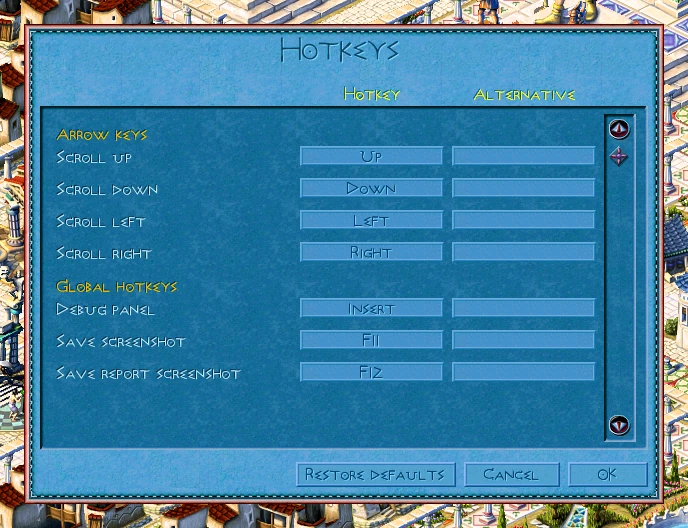 Hotkeys
Hotkey Alternative
Arrow keys
Scroll up Up
Scroll down Down
Scroll left Left
Scroll right Right
Global hotkeys
Debug panel Insert
Save screenshot F11
Save report screenshot F12
Restore defaults Cancel OK